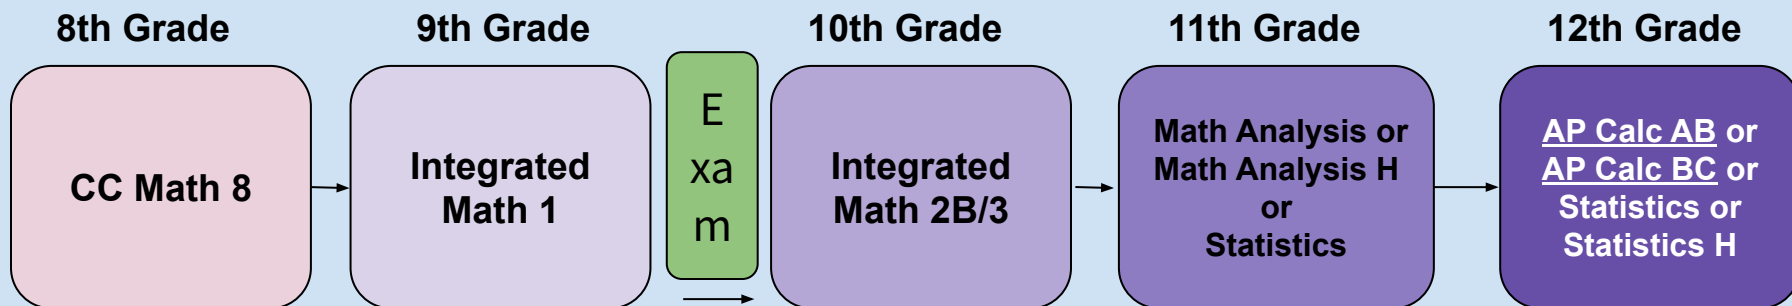 8th Grade
9th Grade
10th Grade
11th Grade
12th Grade
CC Math 8
Integrated
Math 1
E
xa
m
Integrated
Math 2B/3
Math Analysis or
Math Analysis H
or
Statistics
AP Calc AB or
AP Calc BC or
Statistics or
Statistics H